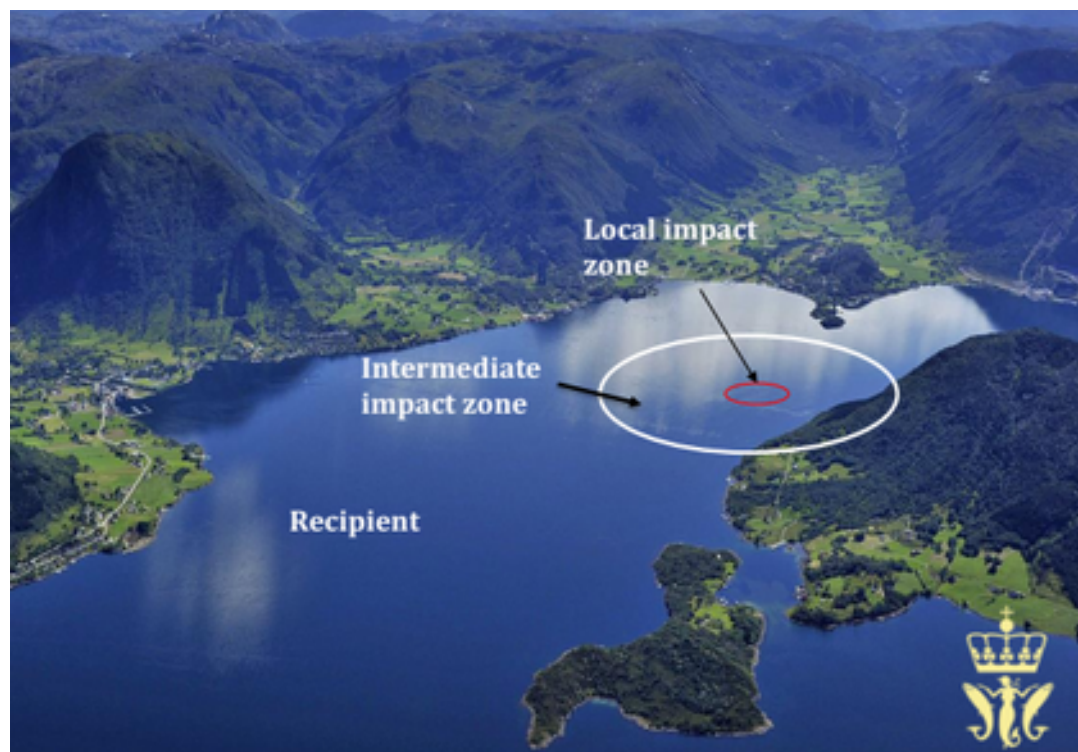 Local impact
zone
Intermediate
impact zone
Recipient